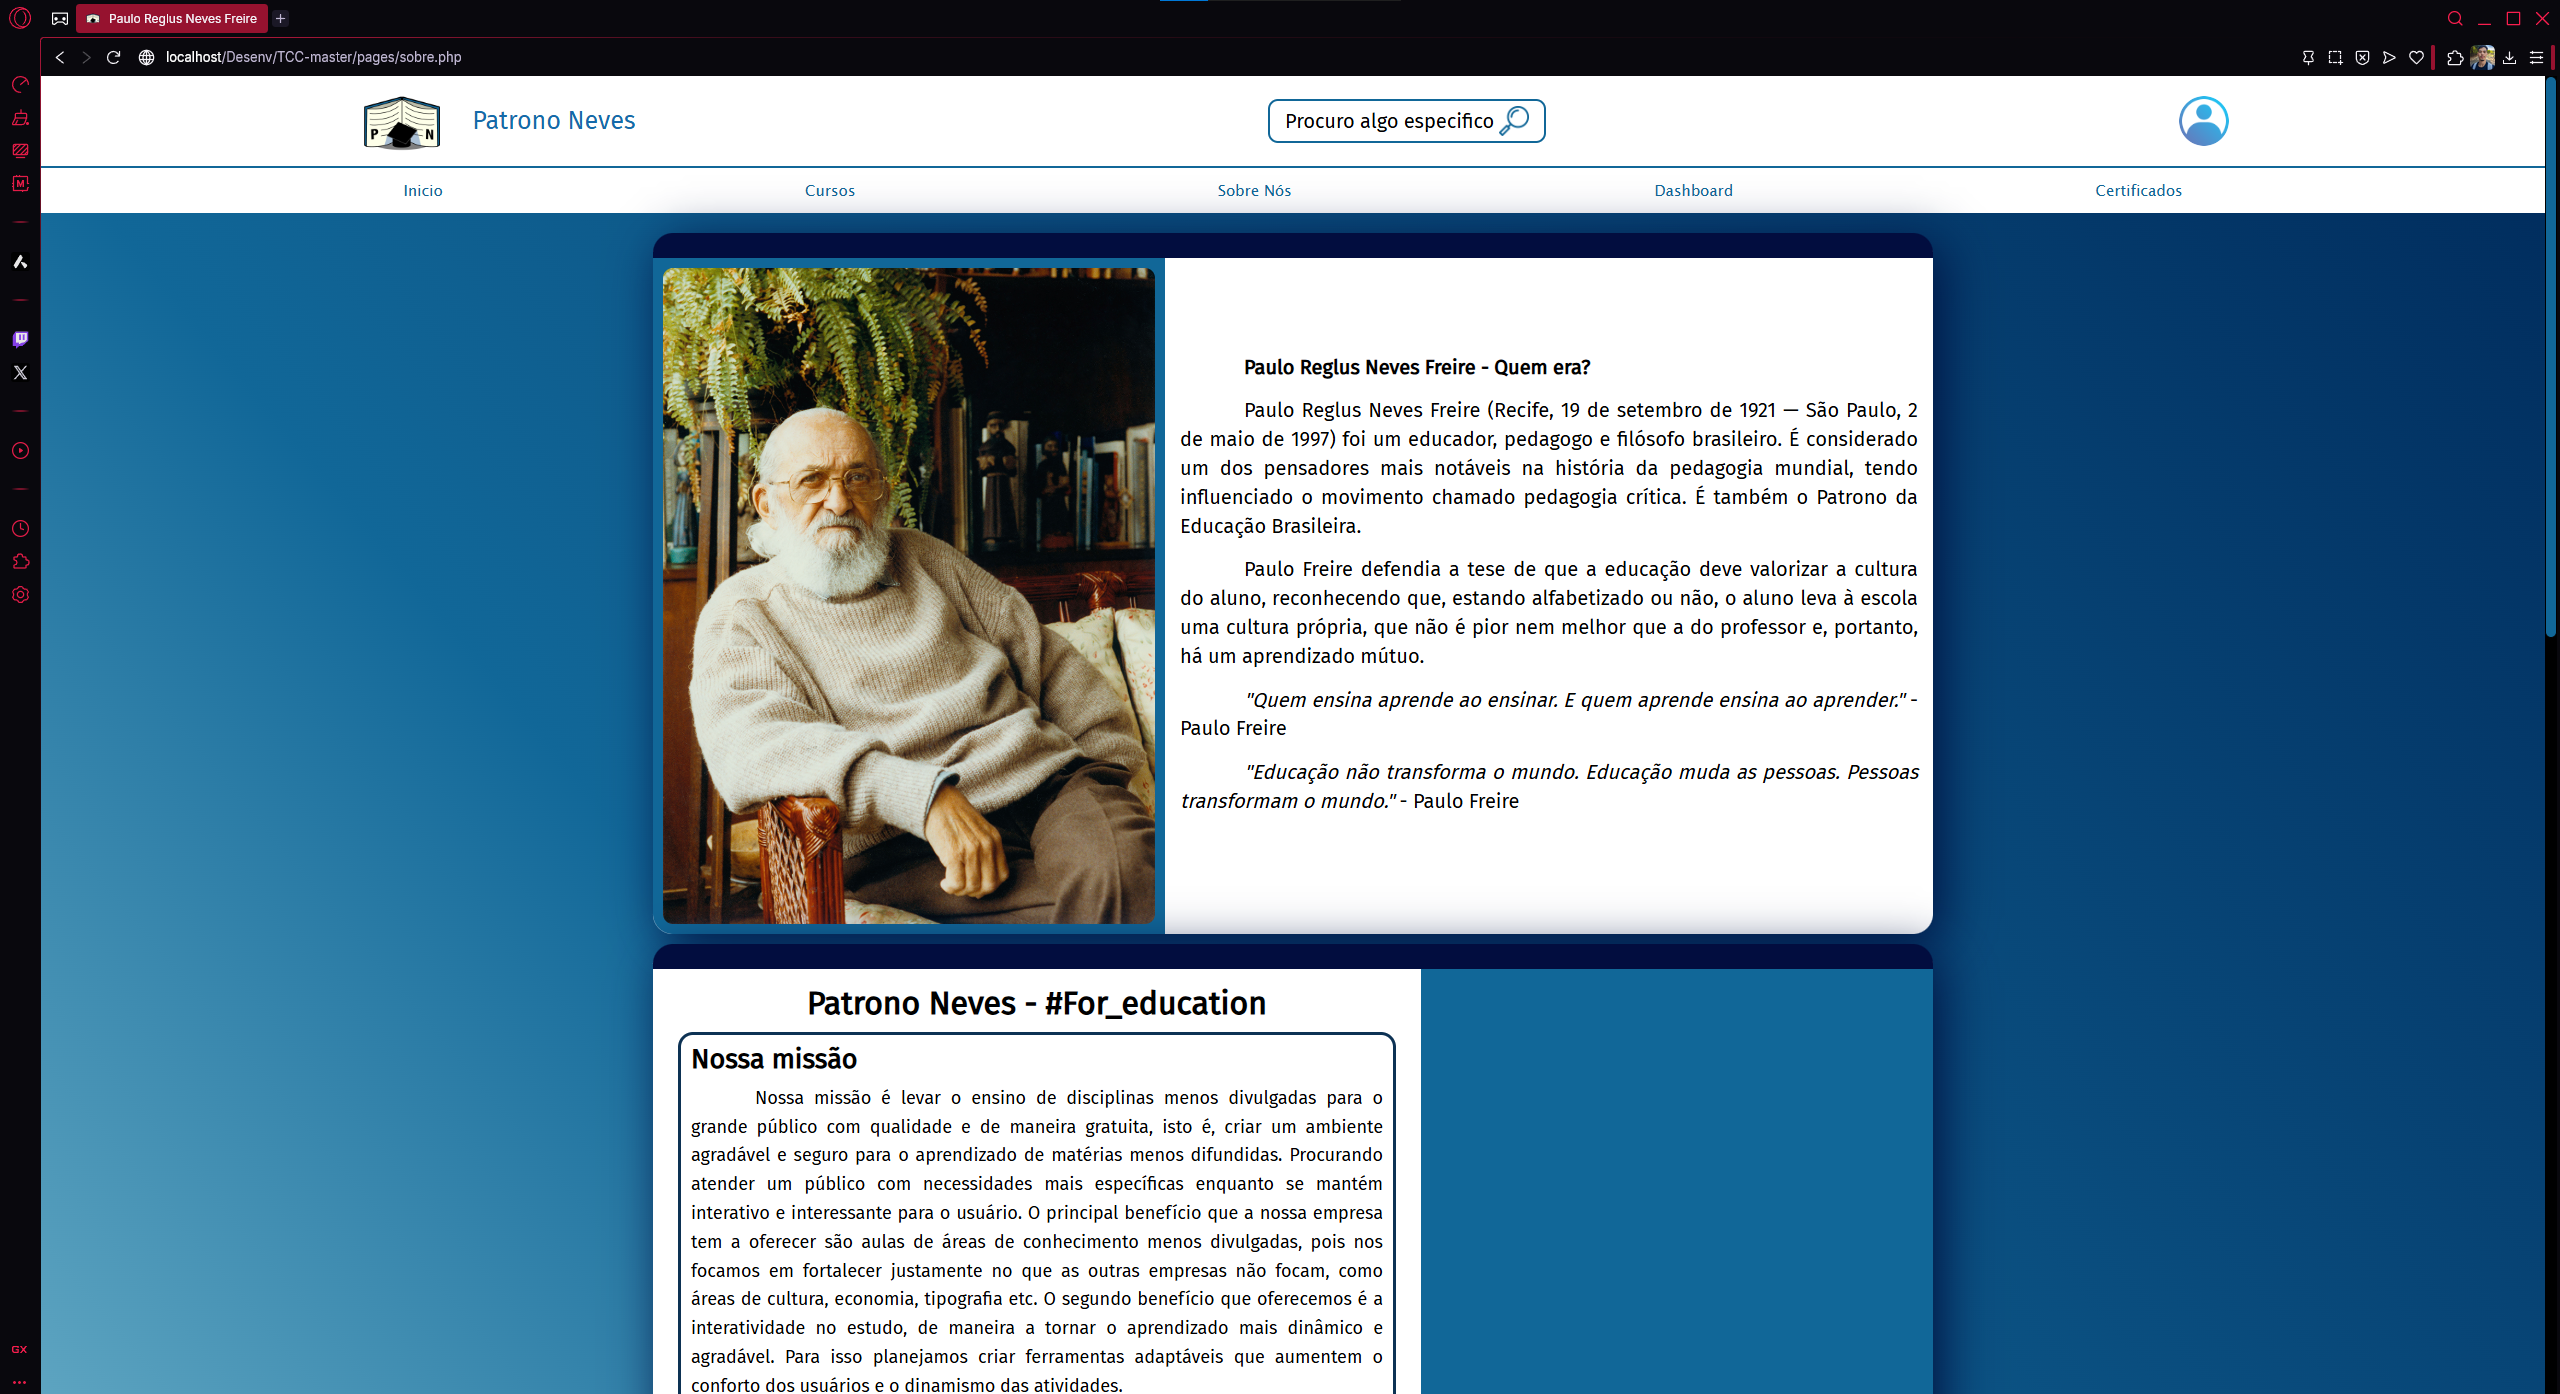 Paulo Reglus Neves Freire
localhost/Desenv/TCC-master/pages/sobre.php
P N
Patrono Neves
Procuro algo especifico
Inicio
Cursos
Sobre Nós
Dashboard
Certificados
Paulo Reglus Neves Freire - Quem era?
Paulo Reglus Neves Freire (Recife, 19 de setembro de 1921 — São Paulo, 2
de maio de 1997) foi um educador, pedagogo e filósofo brasileiro. É considerado
um dos pensadores mais notáveis na história da pedagogia mundial, tendo
influenciado o movimento chamado pedagogia crítica. É também o Patrono da
Educação Brasileira.
Paulo Freire defendia a tese de que a educação deve valorizar a cultura
do aluno, reconhecendo que, estando alfabetizado ou não, o aluno leva à escola
uma cultura própria, que não é pior nem melhor que a do professor e, portanto,
há um aprendizado mútuo.
"Quem ensina aprende ao ensinar. E quem aprende ensina ao aprender." -
Paulo Freire
"Educação não transforma o mundo. Educação muda as pessoas. Pessoas
transformam o mundo." - Paulo Freire
Patrono Neves - #For_education
Nossa missão
Nossa missão é levar o ensino de disciplinas menos divulgadas para o
grande público com qualidade e de maneira gratuita, isto é, criar um ambiente
agradável e seguro para o aprendizado de matérias menos difundidas. Procurando
atender um público com necessidades mais específicas enquanto se mantém
interativo e interessante para o usuário. O principal benefício que a nossa empresa
tem a oferecer são aulas de áreas de conhecimento menos divulgadas, pois nos
focamos em fortalecer justamente no que as outras empresas não focam, como
áreas de cultura, economia, tipografia etc. O segundo benefício que oferecemos é a
interatividade no estudo, de maneira a tornar o aprendizado mais dinâmico e
agradável. Para isso planejamos criar ferramentas adaptáveis que aumentem o
conforto dos usuários e o dinamismo das atividades.
GX